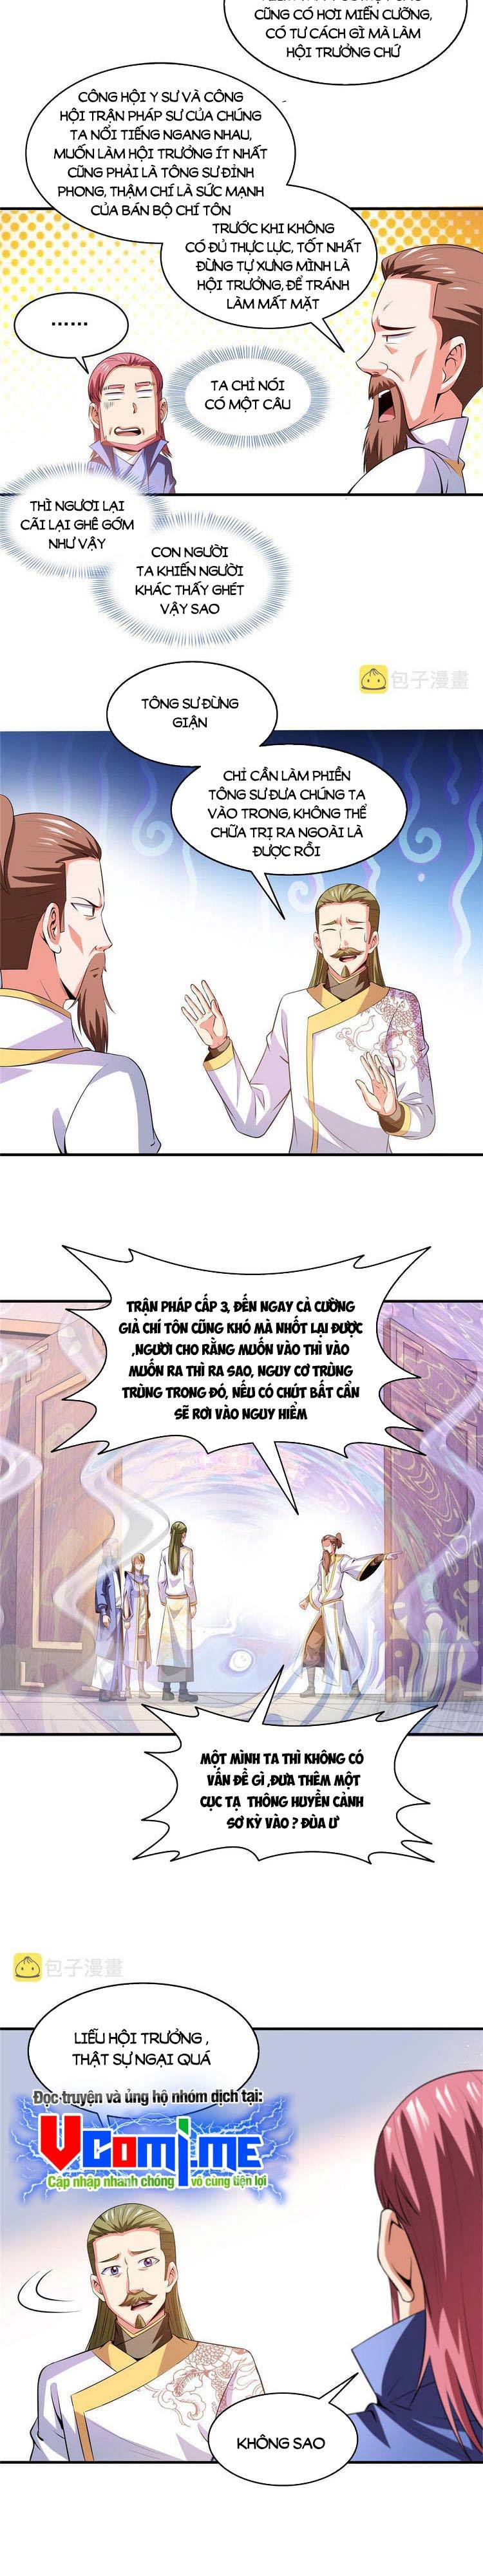 CŨNG CÓ HƠI MIẾN CƯỠNG,
CÓ TƯ CÁCH GÌ MÀ LÀM
HỘI TRƯỞNG CHỨ
CÔNG HỘI Y SƯ VÀ CÔNG
HỘI TRẬN PHÁP SƯ CỦA CHÚNG
TA NỔI TIẾNG NGANG NHAU,
MUỐN LÀM HỘI TRƯỞNG ÍT NHẤT
CŨNG PHẢI LÀ TÔNG SƯ ĐỈNH
PHONG, THẬM CHÍ LÀ SỨC MẠNH
CỦA BÁN BỘ CHÍ TÔN
TRƯỚC KHI KHÔNG
CÓ ĐỦ THỰC LỰC, TỐT NHẤT
ĐỪNG TỰ XƯNG MÌNH LÀ
HỘI TRƯỞNG, ĐỂ TRÁNH
LÀM MẤT MẶT
......
TA CHỈ NÓI
CÓ MỘT CÂU
THÌ NGƯƠI LẠI
CÃI LẠI GHÊ GỚM
NHƯ VẬY
CON NGƯỜI
TA KHIẾN NGƯỜI
KHÁC THẤY GHÉT
VẬY SAO
包子漫畫
TÔNG SƯ ĐỪNG
GIẬN
CHỈ CẦN LÀM PHIỀN
TÔNG SƯ ĐƯA CHÚNG TA
VÀO TRONG, KHÔNG THỂ
CHỮA TRỊ RA NGOÀI LÀ
ĐƯỢC RỒI
TRẬN PHÁP CẤP 3, ĐẾN NGAY CẢ CƯỜNG
GIẢ CHÍ TÔN CŨNG KHÓ MÀ NHỐT LẠI ĐƯỢC
,NGƯƠI CHO RẰNG MUỐN VÀO THÌ VÀO
MUỐN RA THÌ RA SAO, NGUY CƠ TRÙNG
TRÙNG TRONG ĐÓ, NẾU CÓ CHÚT BẤT CẨN
SẼ RƠI VÀO NGUY HIỂM
MỘT MÌNH TA THÌ KHÔNG CÓ
VẤN ĐỀ GÌ ,ĐƯA THÊM MỘT
CỤC TẠ THÔNG HUYỀN CẢNH
SƠ KỲ VÀO ? ĐÙA Ư
包子漫畫
LIỄU HỘI TRƯỞNG ,
THẬT SỰ NGẠI QUÁ
Đọc truyện và ủng hộ nhóm dịch tại:
VComi.me
Cập nhập nhanh chóng vô cùng tiện lợi
KHÔNG SAO